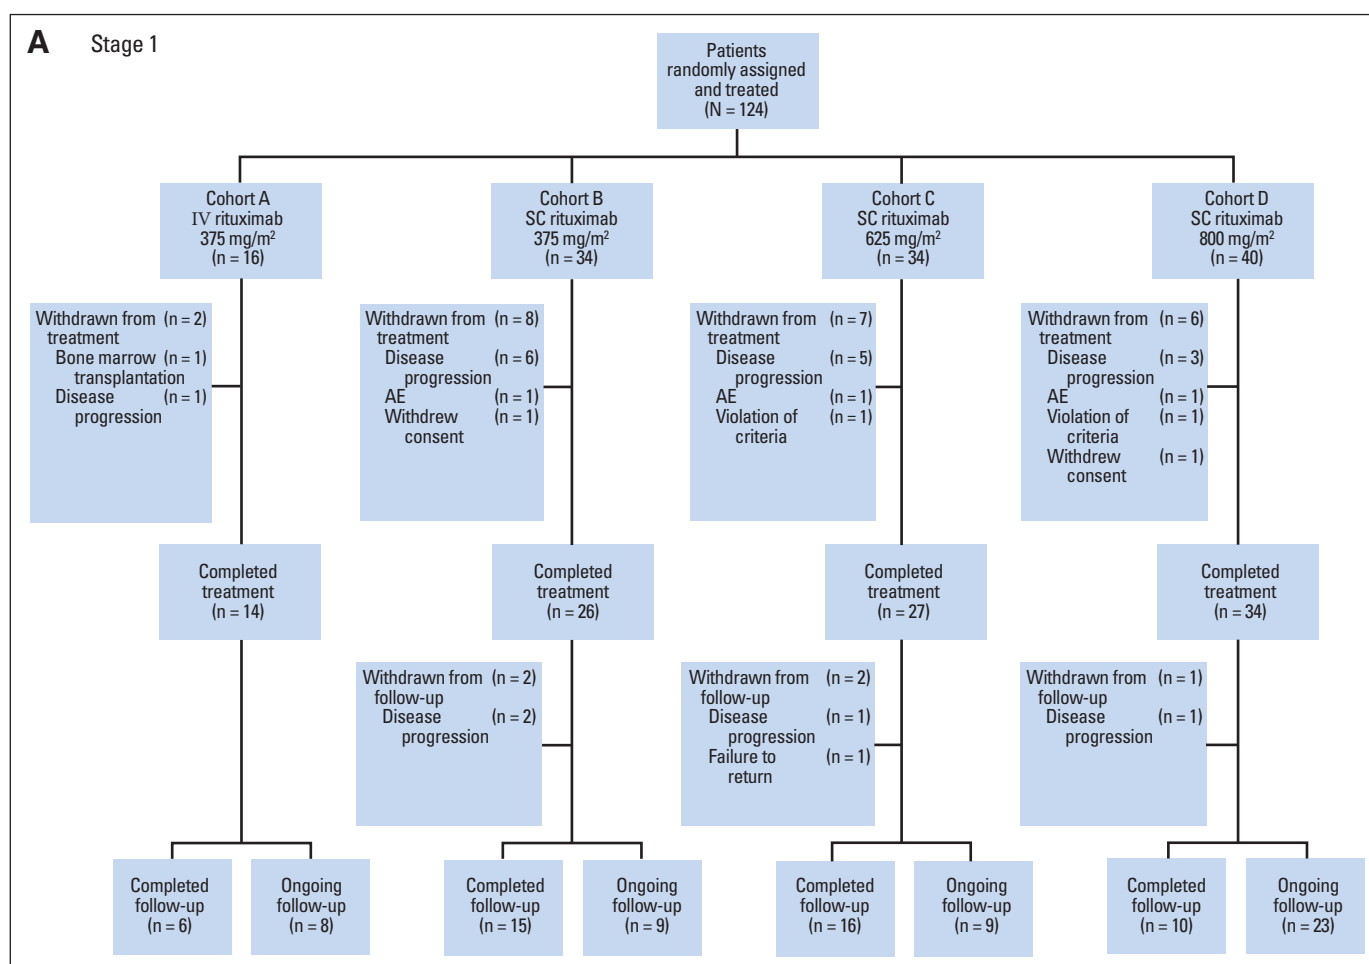 A Stage 1
Patients
randomly assigned
and treated
(N = 124)
Cohort A
IV rituximab
375 mg/m²
(n = 16)
Cohort B
SC rituximab
375 mg/m²
(n = 34)
Cohort C
SC rituximab
625 mg/m²
(n = 34)
Cohort D
SC rituximab
800 mg/m²
(n = 40)
Withdrawn from (n = 2)
treatment
Bone marrow (n = 1)
transplantation
Disease (n = 1)
progression
Withdrawn from (n = 8)
treatment
Disease (n = 6)
progression
AE (n = 1)
Withdrew (n = 1)
consent
Withdrawn from (n = 7)
treatment
Disease (n = 5)
progression
AE (n = 1)
Violation of (n = 1)
criteria
Withdrawn from (n = 6)
treatment
Disease (n = 3)
progression
AE (n = 1)
Violation of (n = 1)
criteria
Withdrew (n = 1)
consent
Completed
treatment
(n = 14)
Completed
treatment
(n = 26)
Completed
treatment
(n = 27)
Completed
treatment
(n = 34)
Withdrawn from (n = 2)
follow-up
Disease (n = 2)
progression
Withdrawn from (n = 2)
follow-up
Disease (n = 1)
progression
Failure to (n = 1)
return
Withdrawn from (n = 1)
follow-up
Disease (n = 1)
progression
Completed
follow-up
(n = 6)
Ongoing
follow-up
(n = 8)
Completed
follow-up
(n = 15)
Ongoing
follow-up
(n = 9)
Completed
follow-up
(n = 16)
Ongoing
follow-up
(n = 9)
Completed
follow-up
(n = 10)
Ongoing
follow-up
(n = 23)